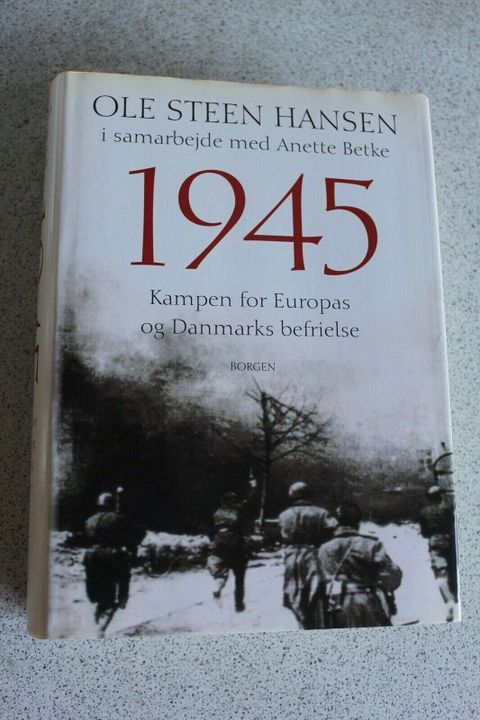 OLE STEEN HANSEN
i samarbejde med Anette Betke
1945
Kampen for Europas
og Danmarks befrielse
BORGEN